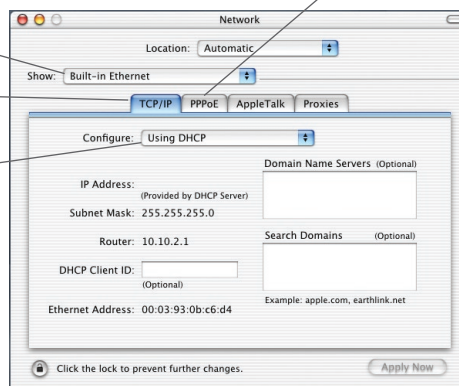 Network
Location: Automatic
Show: Built-in Ethernet
TCP/IP PPPoE AppleTalk Proxies
Configure: Using DHCP
Domain Name Servers (Optional)
IP Address:
(Provided by DHCP Server)
Subnet Mask: 255.255.255.0
Router: 10.10.2.1
Search Domains (Optional)
DHCP Client ID:
(Optional)
Example: apple.com, earthlink.net
Ethernet Address: 00:03:93:0b:c6:d4
Click the lock to prevent further changes.
Apply Now